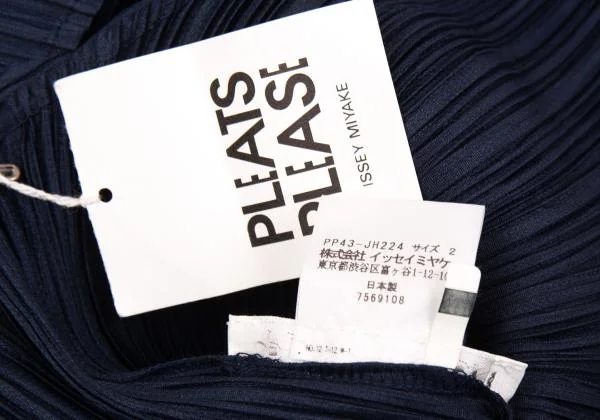 PLEATS
PLEASE
ISSEY MIYAKE
PP43-JH224 サイズ 2
株式会社 イッセイミヤケ
東京都渋谷区富ヶ谷1-12-10
日本製
7569108